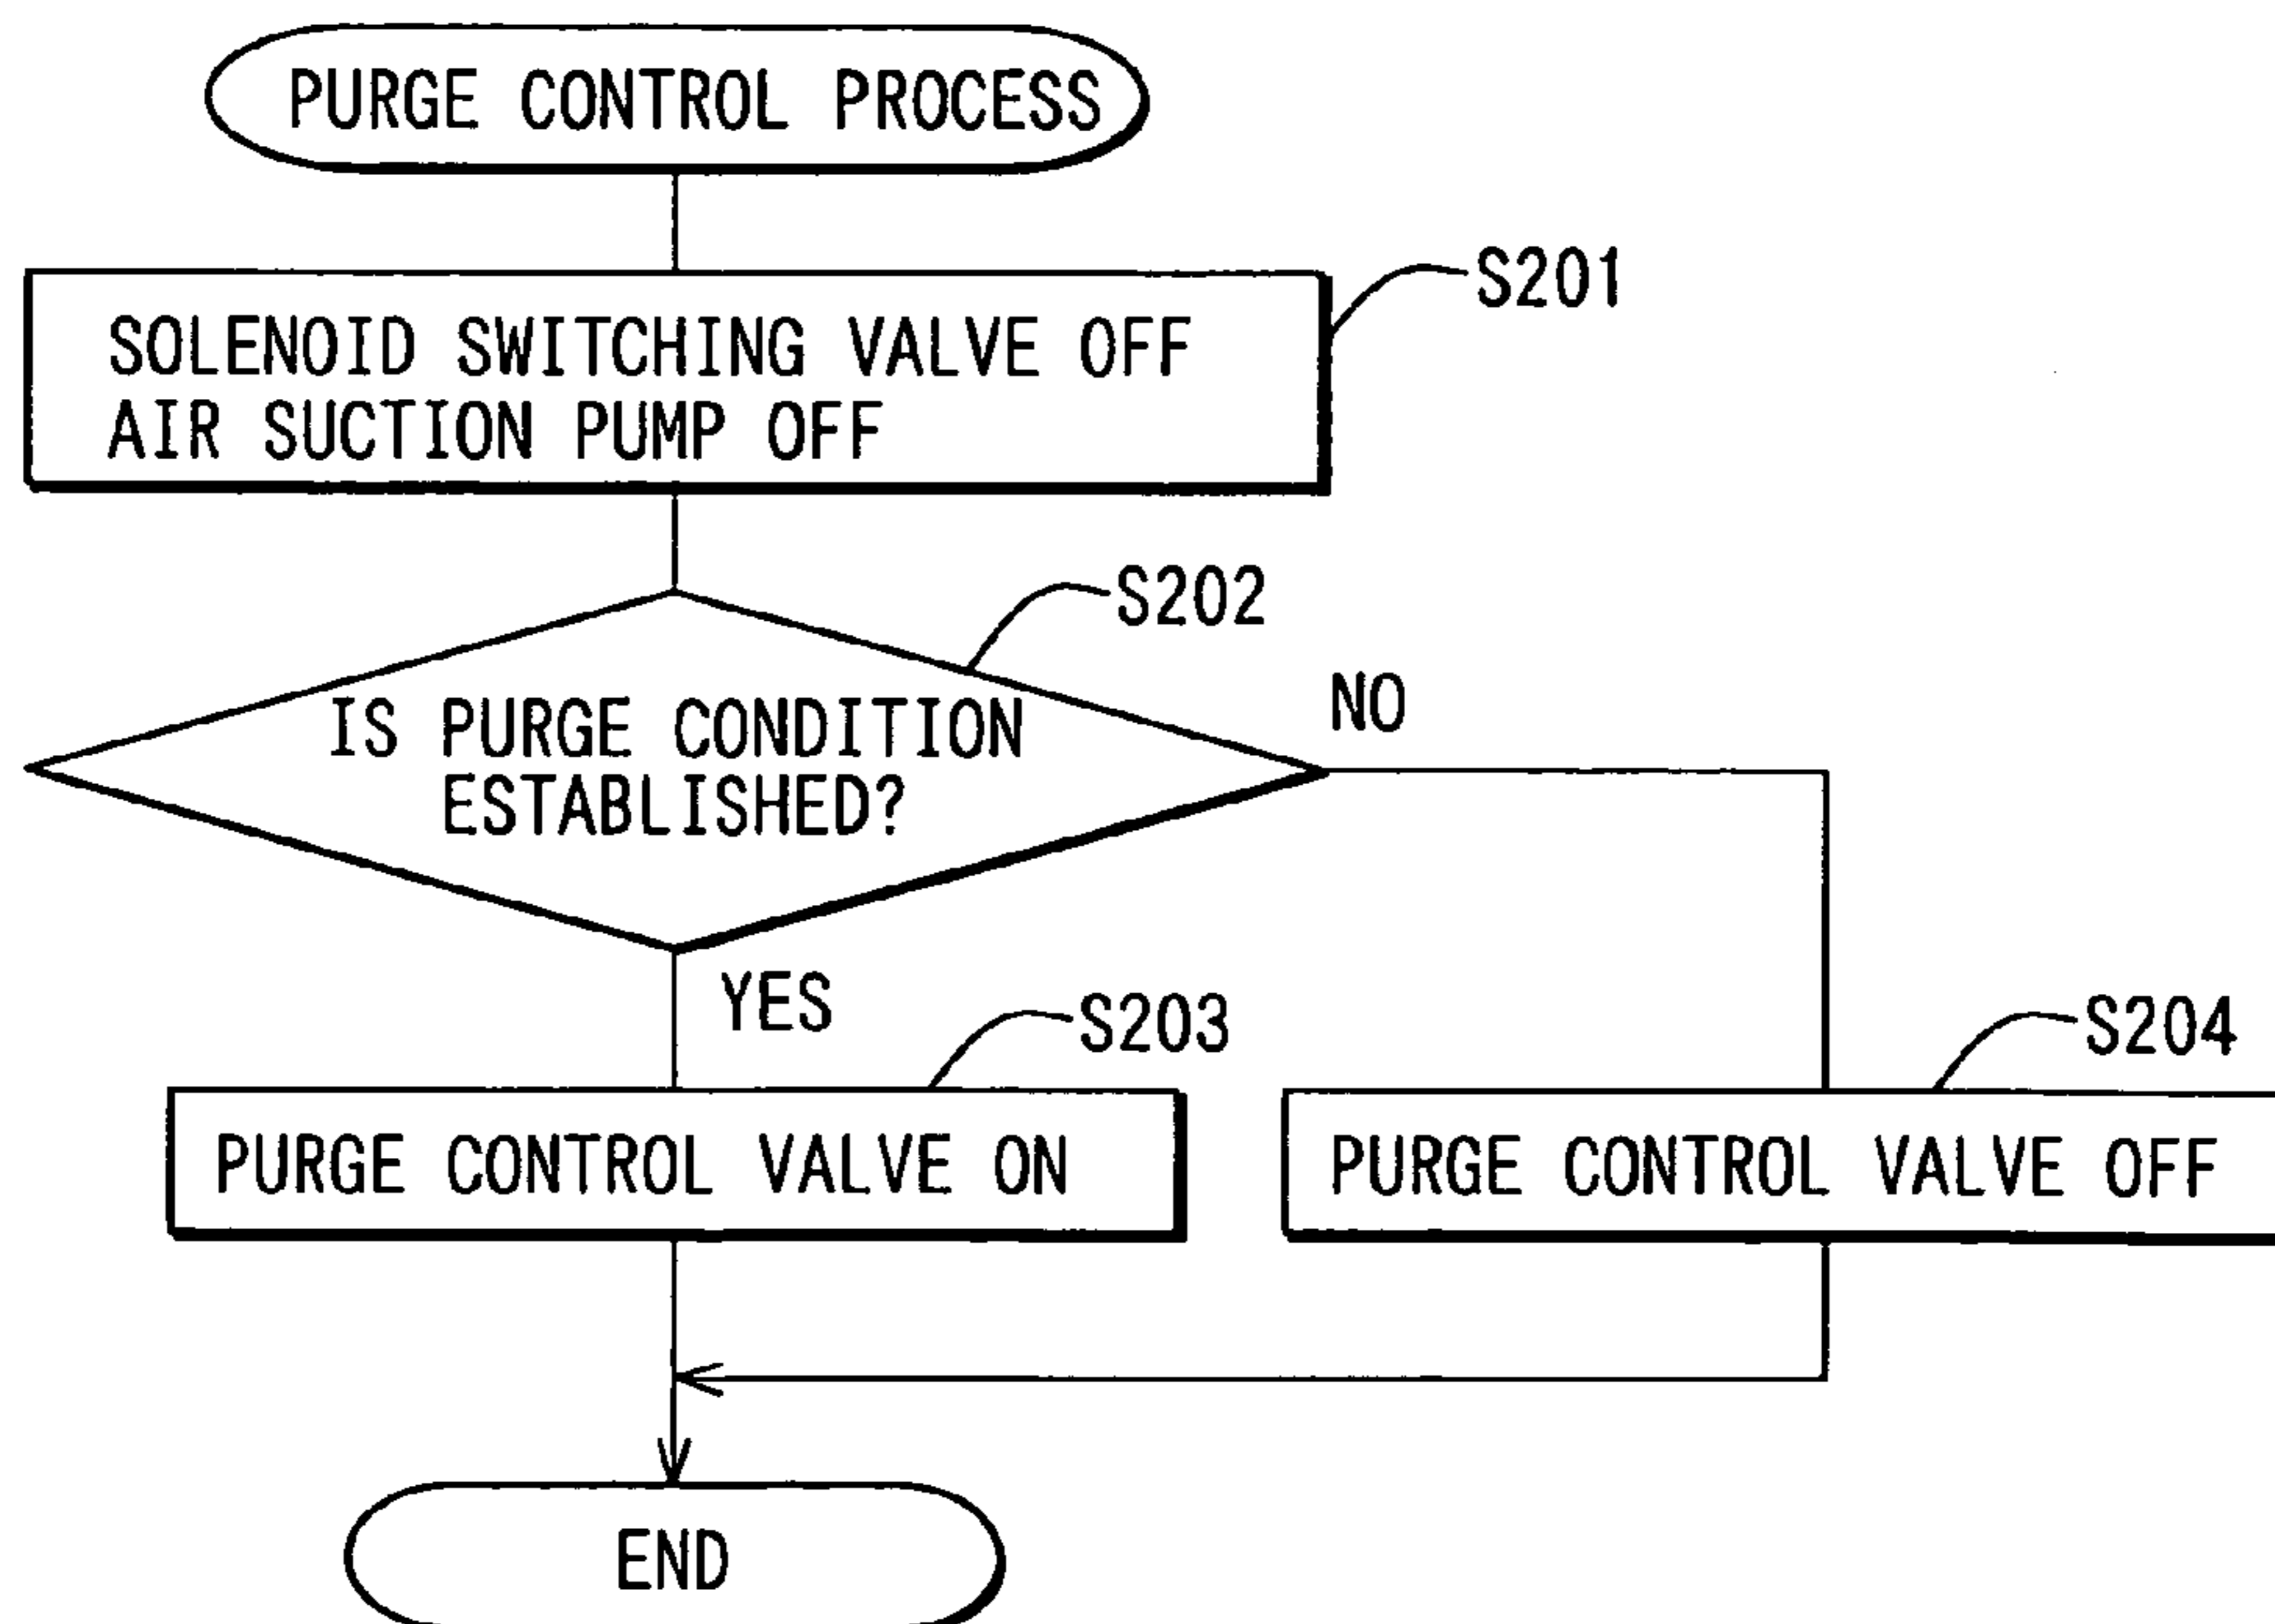 PURGE CONTROL PROCESS
S201
SOLENOID SWITCHING VALVE OFF
AIR SUCTION PUMP OFF
S202
IS PURGE CONDITION
ESTABLISHED?
NO
YES
S203
PURGE CONTROL VALVE ON
S204
PURGE CONTROL VALVE OFF
END